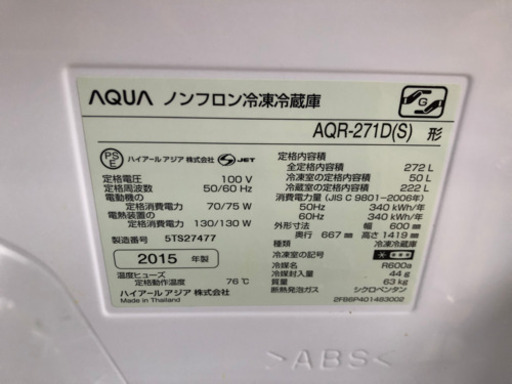 AQUA ノンフロン冷凍冷蔵庫
AQR-271D(S) 形
PS E ハイアール アジア 株式会社 JET
定格電圧 100 V
定格周波数 50/60 Hz
電動機の
定格消費電力 70/75 W
電熱装置の
定格消費電力 130/130 W
製造番号 5TS27477
2015 年製
温度ヒューズ
定格動作温度 76℃
ハイアール アジア 株式会社
Made in Thailand
定格内容積
全定格内容積 272 L
冷凍室の定格内容積 50 L
冷蔵室の定格内容積 222 L
消費電力量 (JIS C 9801-2006年)
50Hz 340 kWh/年
60Hz 340 kWh/年
外形寸法 幅 600 mm
奥行 667 mm 高さ 1419 mm
種類 冷凍冷蔵庫
冷凍室の記号
冷媒名 R600a
冷媒封入量 44 g
質量 63 kg
断熱発泡ガス シクロペンタン
2FB6P401483002
>ABS<